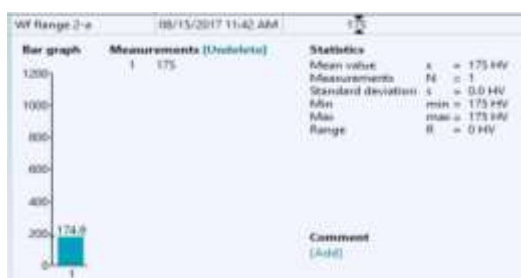 Wf Range 2-a 08/15/2017 11:42 AM 175
Bar graph
1200
1000
800
600
400
200
0
174.9
1
Measurements (Undelete)
1 175
Statistics
Mean value x = 175 HV
Measurements N = 1
Standard deviation s = 0.0 HV
Min min = 175 HV
Max max = 175 HV
Range R = 0 HV
Comment
(Add)